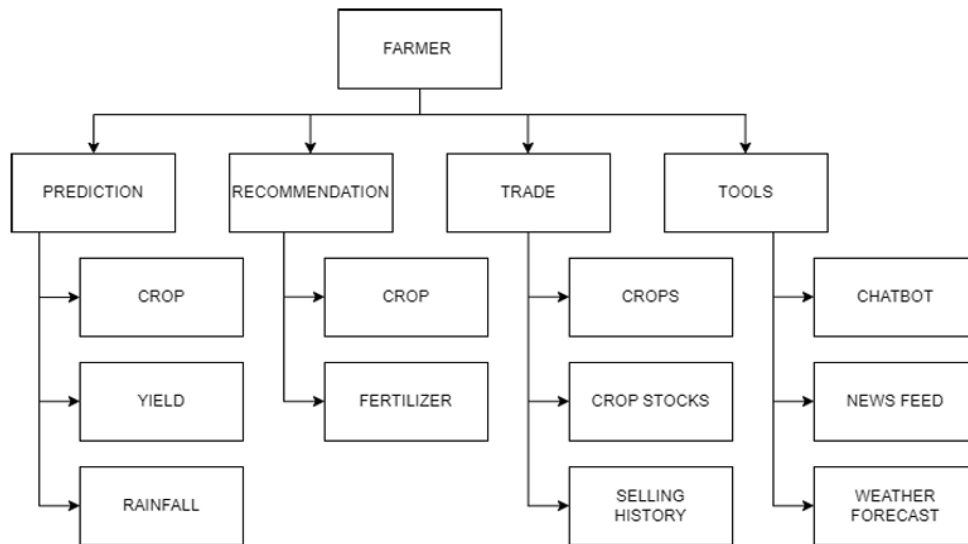 FARMER
PREDICTION
RECOMMENDATION
TRADE
TOOLS
CROP
CROP
CROPS
CHATBOT
YIELD
FERTILIZER
CROP STOCKS
NEWS FEED
RAINFALL
SELLING
HISTORY
WEATHER
FORECAST